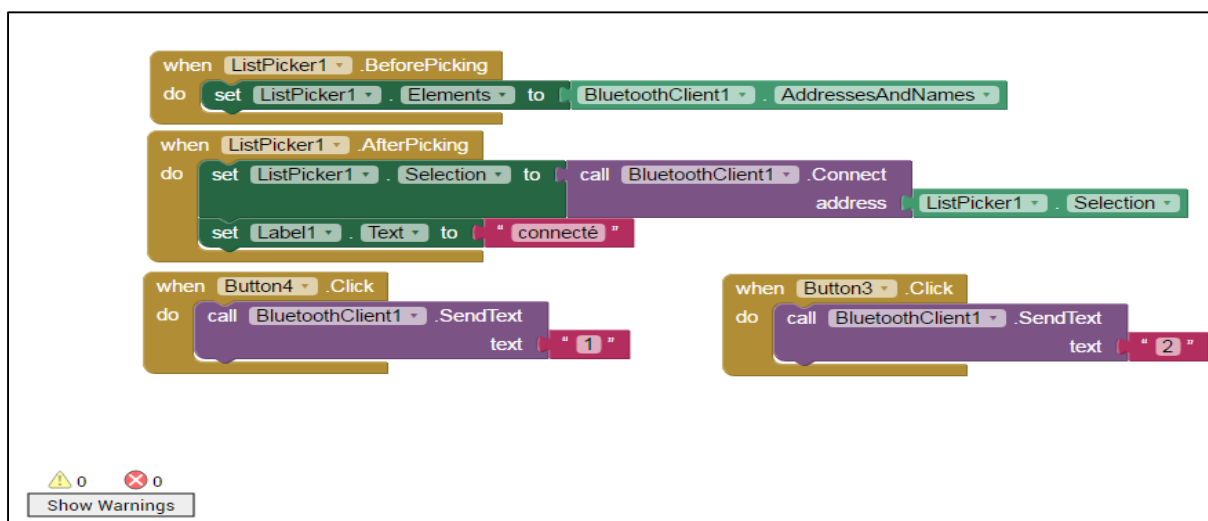 when ListPicker1 .BeforePicking
do set ListPicker1 . Elements to BluetoothClient1 . AddressesAndNames
when ListPicker1 .AfterPicking
do set ListPicker1 . Selection to call BluetoothClient1 .Connect
address ListPicker1 . Selection
set Label1 . Text to " connecté "
when Button4 .Click
do call BluetoothClient1 .SendText
text " 1 "
when Button3 .Click
do call BluetoothClient1 .SendText
text " 2 "
0 0
Show Warnings